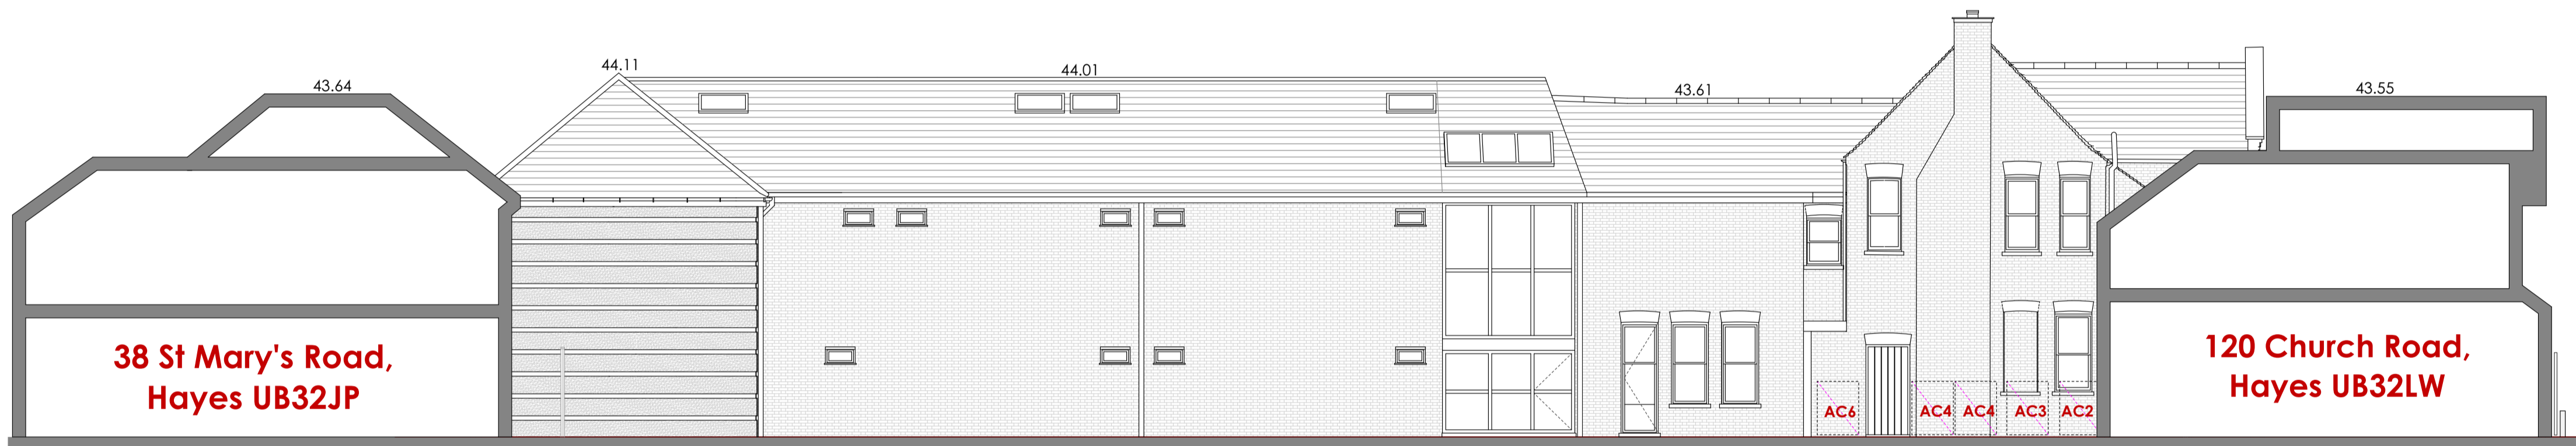 44.11
44.01
43.64
43.61
43.55
38 St Mary's Road,
Hayes UB32JP
120 Church Road,
Hayes UB32LW
AC6
AC4
AC4
AC3
AC2